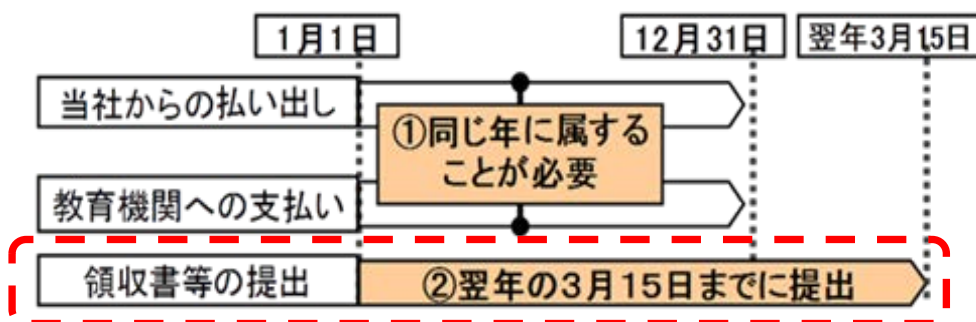 1月1日
12月31日
翌年3月15日
当社からの払い出し
①同じ年に属する
ことが必要
教育機関への支払い
領収書等の提出
②翌年の3月15日までに提出